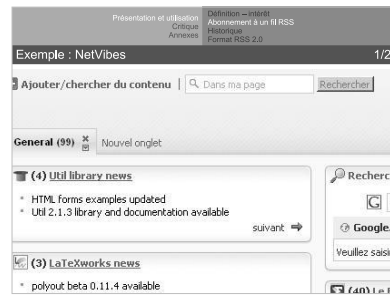 Présentation et utilisation
Critique
Annexes
Définition – intérêt
Abonnement à un fil RSS
Historique
Format RSS 2.0
Exemple : NetVibes 1/2
Ajouter/chercher du contenu | Dans ma page Rechercher
General (99) Nouvel onglet
(4) Util library news
HTML forms examples updated
Util 2.1.3 library and documentation available
suivant
(3) LaTeXworks news
polyout beta 0.11.4 available
Recherc
G
Google.
Veuillez saisi
(40) Le